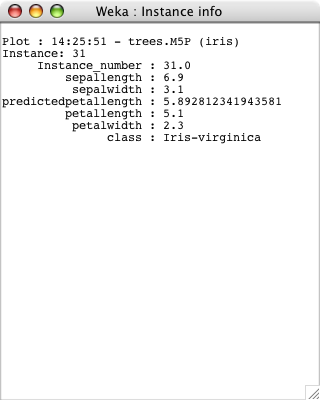 Weka : Instance info
Plot : 14:25:51 - trees.M5P (iris)
Instance: 31
Instance_number : 31.0
sepallength : 6.9
sepalwidth : 3.1
predictedpetallength : 5.892812341943581
petallength : 5.1
petalwidth : 2.3
class : Iris-virginica